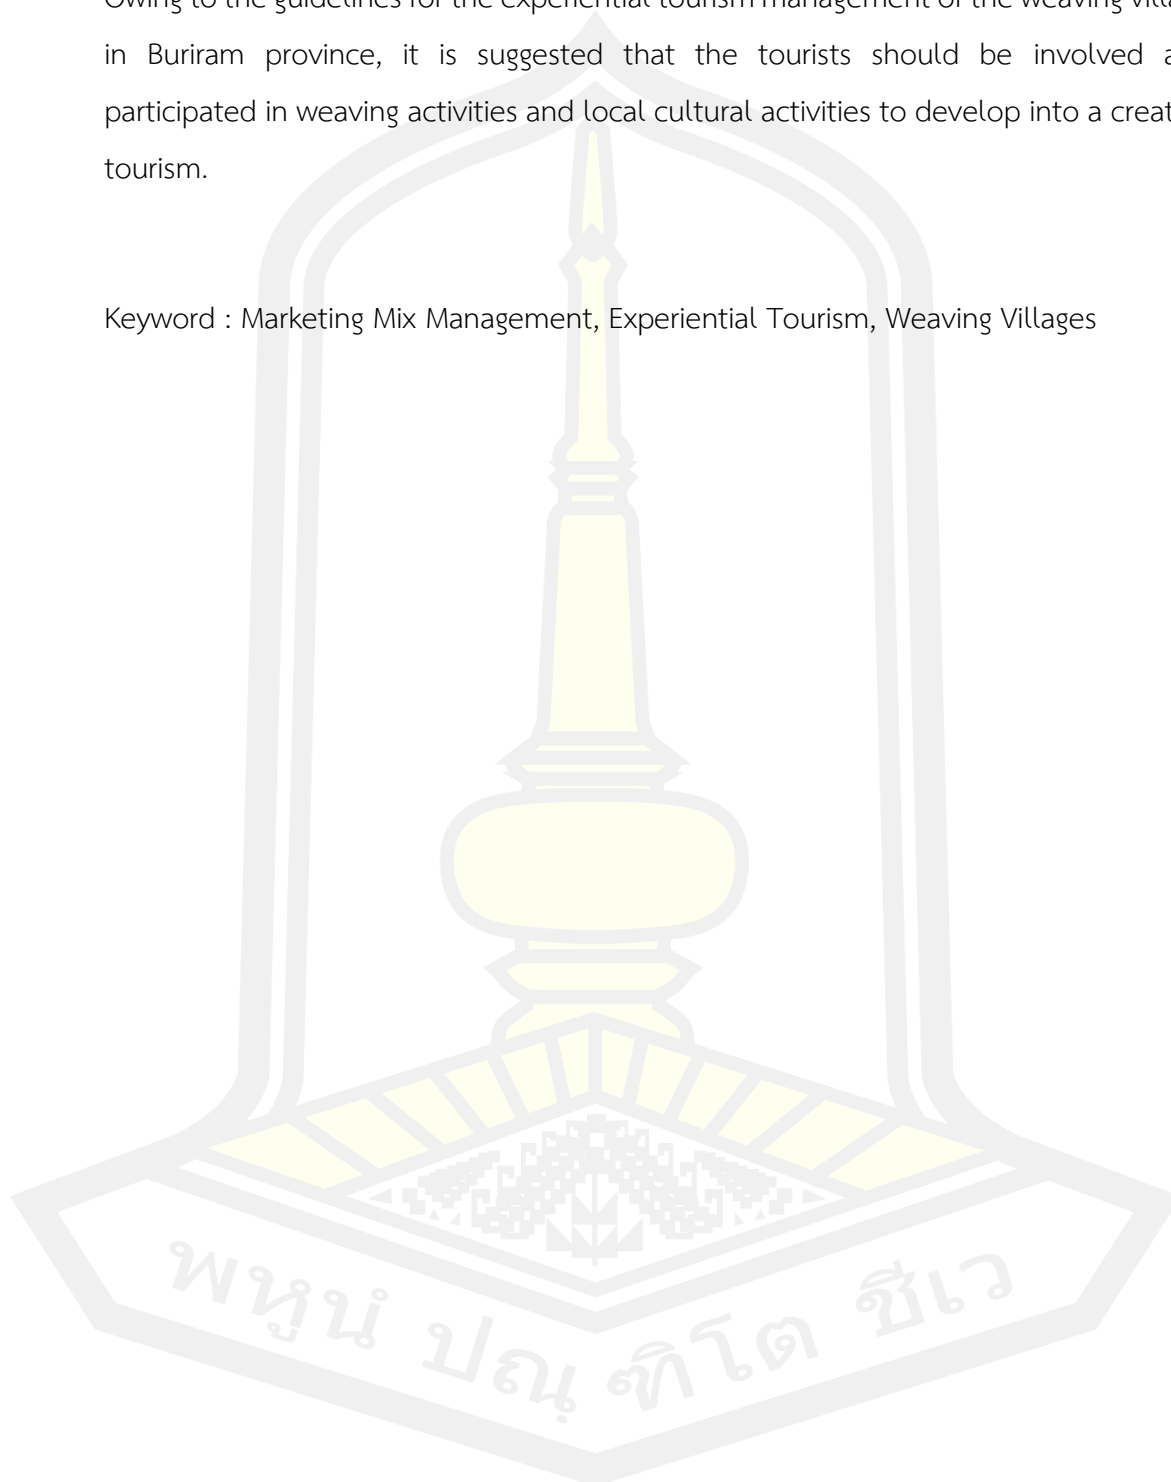 Owing to the guidelines for the experiential tourism management of the weaving
in Buriram province, it is suggested that the tourists should be involved
participated in weaving activities and local cultural activities to develop into a
tourism.
Keyword : Marketing Mix Management, Experiential Tourism, Weaving Villages
พหูนํ ปณฺฑิโต ชีเว